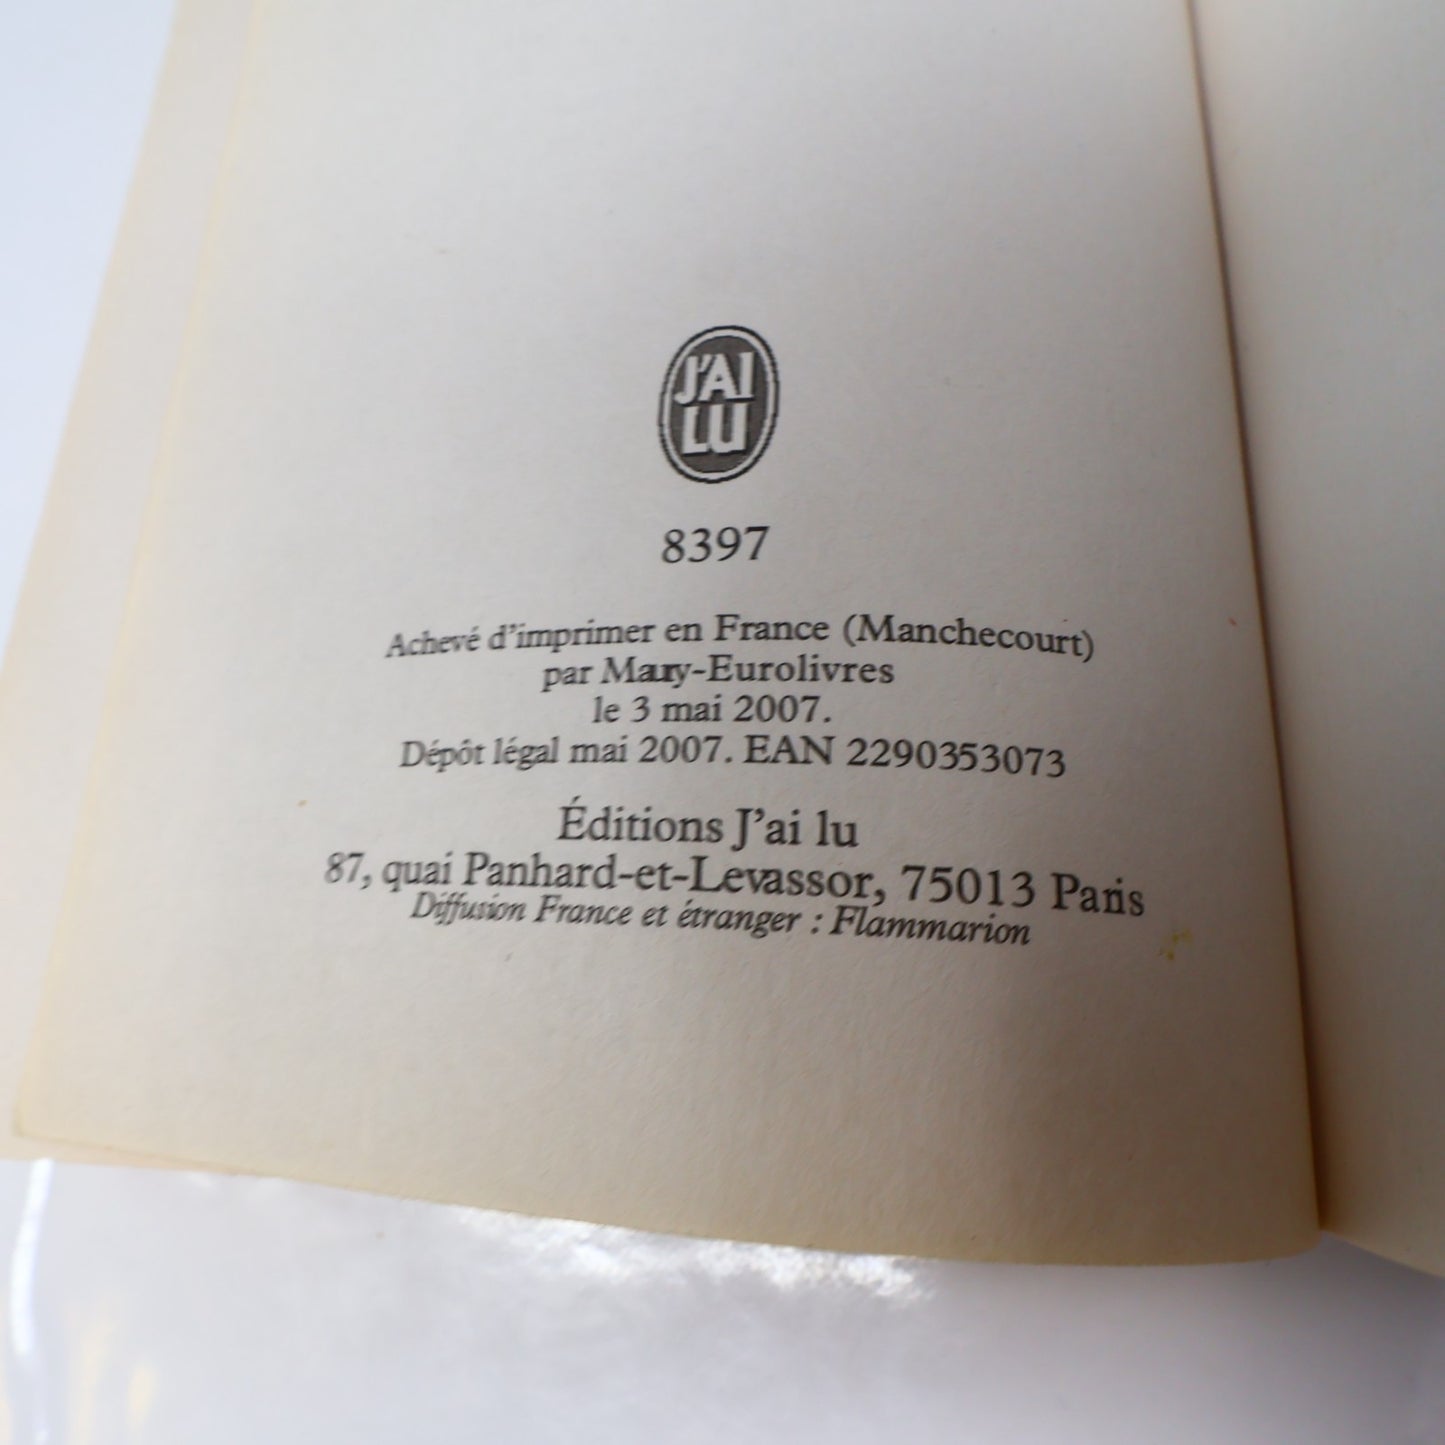 J'AI
LU
8397
Achevé d'imprimer en France (Manchecourt)
par Maury-Eurolivres
le 3 mai 2007.
Dépôt légal mai 2007. EAN 2290353073
Éditions J'ai lu
87, quai Panhard-et-Levassor, 75013 Paris
Diffusion France et étranger : Flammarion